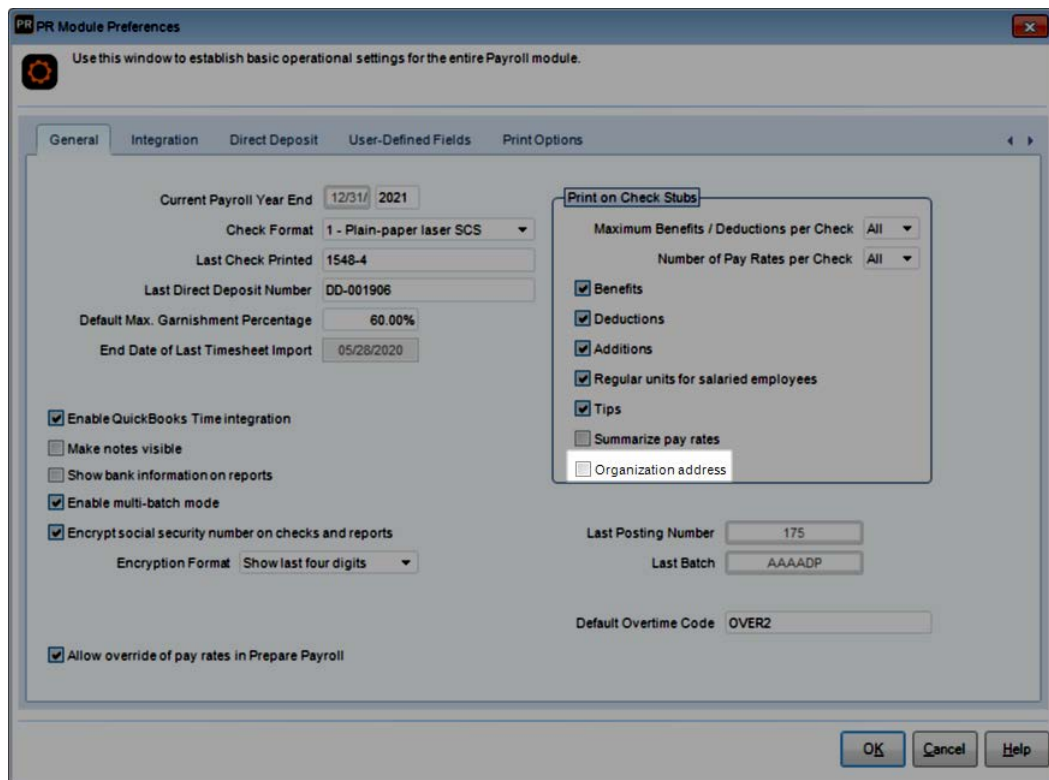 PR PR Module Preferences
Use this window to establish basic operational settings for the entire Payroll module.
General Integration Direct Deposit User-Defined Fields Print Options
Current Payroll Year End 12/31/ 2021
Check Format 1 - Plain-paper laser SCS
Last Check Printed 1548-4
Last Direct Deposit Number DD-001906
Default Max. Garnishment Percentage 60.00%
End Date of Last Timesheet Import 05/28/2020
Enable QuickBooks Time integration
Make notes visible
Show bank information on reports
Enable multi-batch mode
Encrypt social security number on checks and reports
Encryption Format Show last four digits
Allow override of pay rates in Prepare Payroll
Print on Check Stubs
Maximum Benefits / Deductions per Check All
Number of Pay Rates per Check All
Benefits
Deductions
Additions
Regular units for salaried employees
Tips
Summarize pay rates
Organization address
Last Posting Number 175
Last Batch AAAADP
Default Overtime Code OVER2
OK Cancel Help